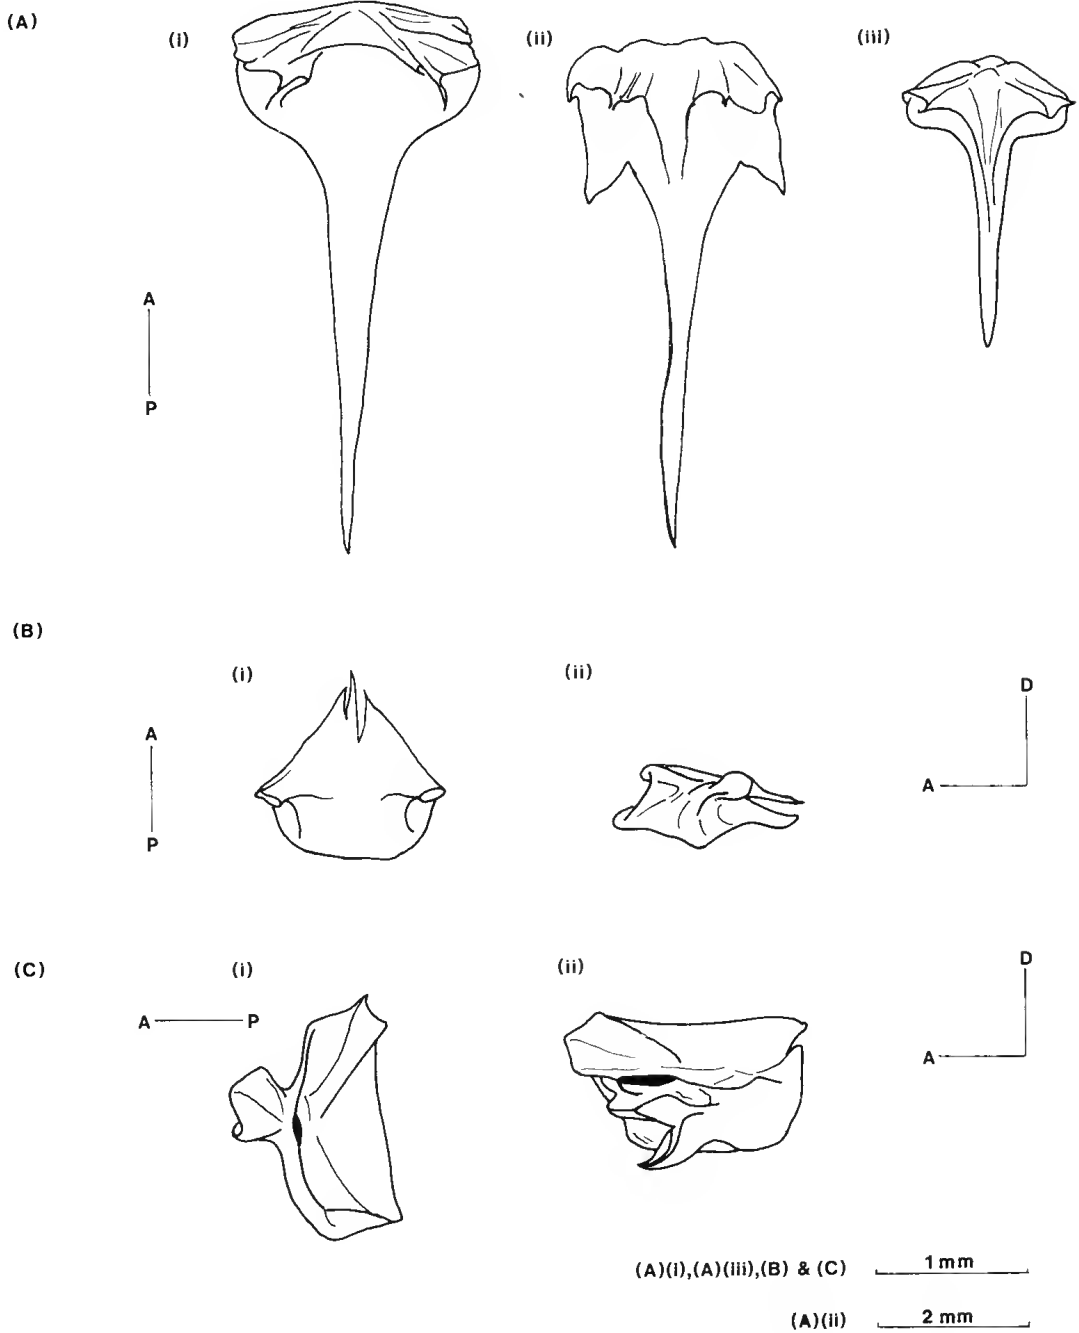 (A)
(i)
(ii)
(iii)
A
P
(B)
(i)
(ii)
A
P
D
A
(C)
(i)
(ii)
A P
D
A
(A)(i),(A)(iii),(B) & (C) 1 mm
(A)(ii) 2 mm